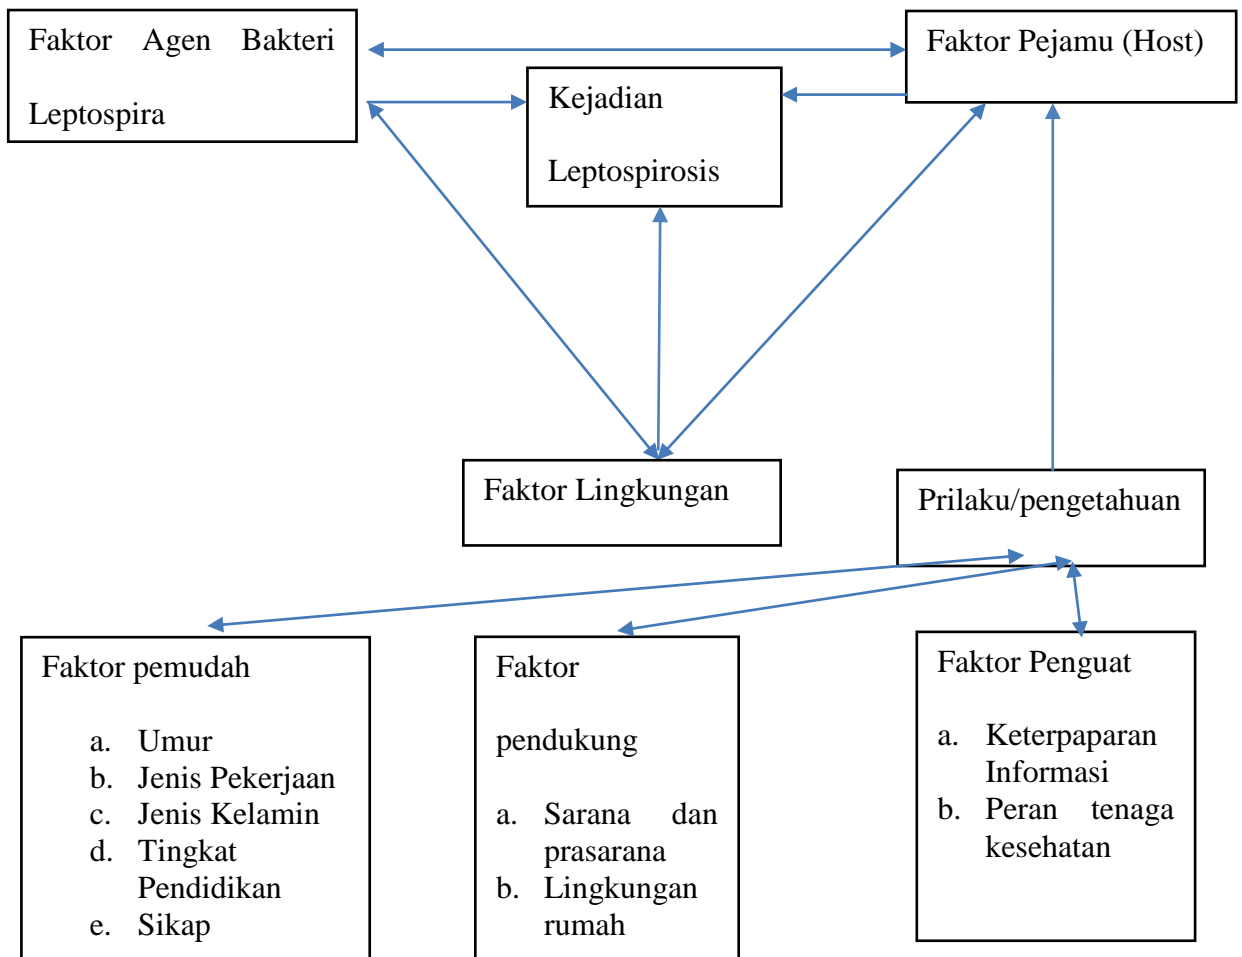 Faktor Agen Bakteri
Leptospira
Faktor Pejamu (Host)
Kejadian
Leptospirosis
Faktor Lingkungan
Prilaku/pengetahuan
Faktor pemudah
a. Umur
b. Jenis Pekerjaan
c. Jenis Kelamin
d. Tingkat
Pendidikan
e. Sikap
Faktor
pendukung
a. Sarana dan
prasarana
b. Lingkungan
rumah
Faktor Penguat
a. Keterpaparan
Informasi
b. Peran tenaga
kesehatan